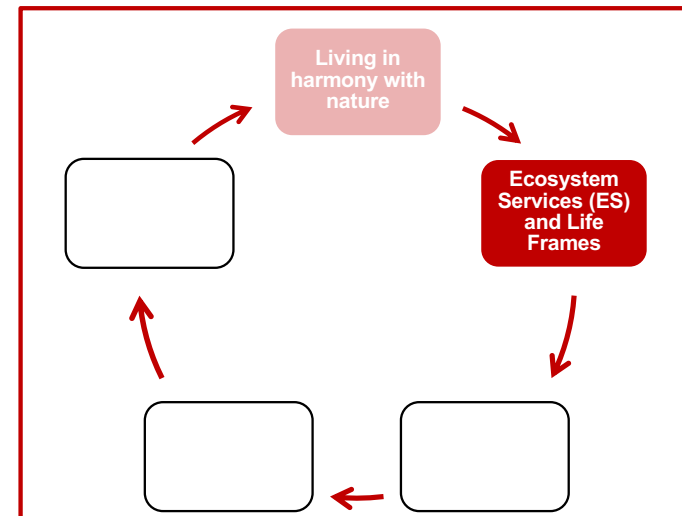 Living in
harmony with
nature
Ecosystem
Services (ES)
and Life
Frames